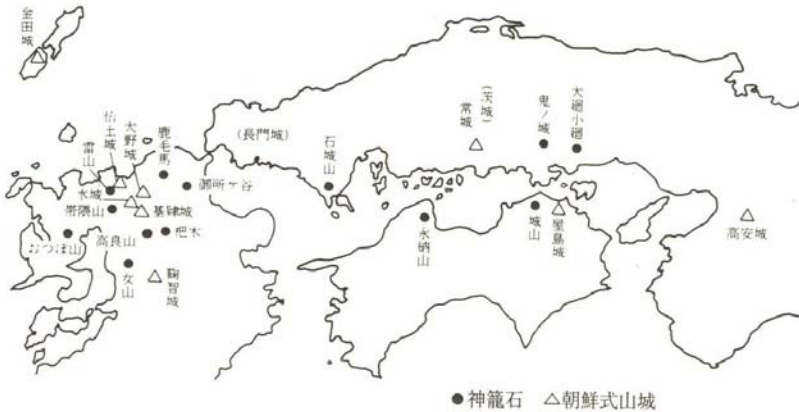 金田城
怡土城
大野城
鹿毛馬
雷山
水城
御所ヶ谷
帯隈山
基肄城
おつぼ山
高良山
杷木
女山
鞠智城
(長門城)
石城山
(茨城)
常城
鬼ノ城
大廻小廻
永納山
城山
屋島城
高安城
●神籠石 △朝鮮式山城